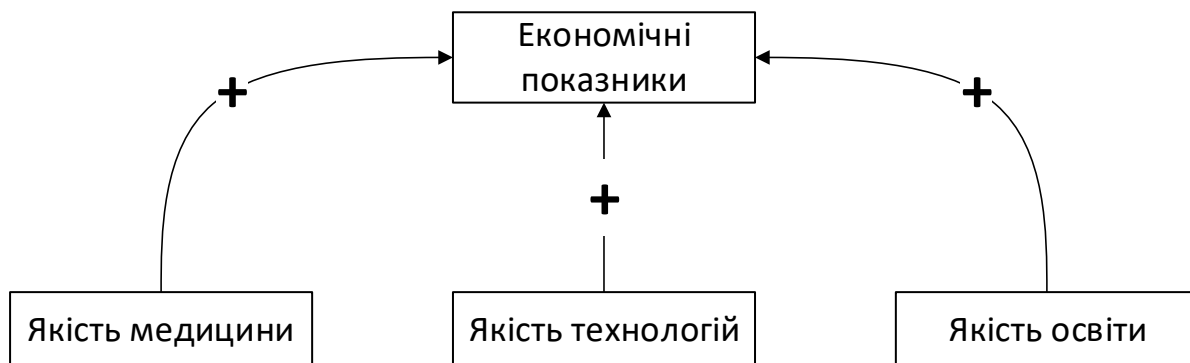 Економічні
показники
+
+
+
Якість медицини
Якість технологій
Якість освіти